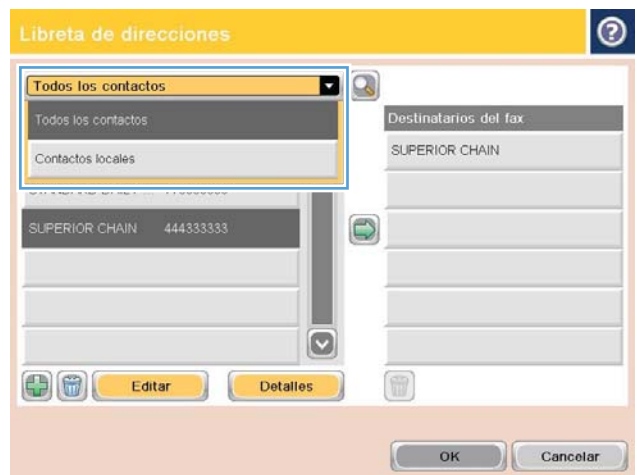 Libreta de direcciones
Todos los contactos
Todos los contactos
Contactos locales
SUPERIOR CHAIN 444333333
Destinatarios del fax
SUPERIOR CHAIN
Editar
Detalles
OK
Cancelar